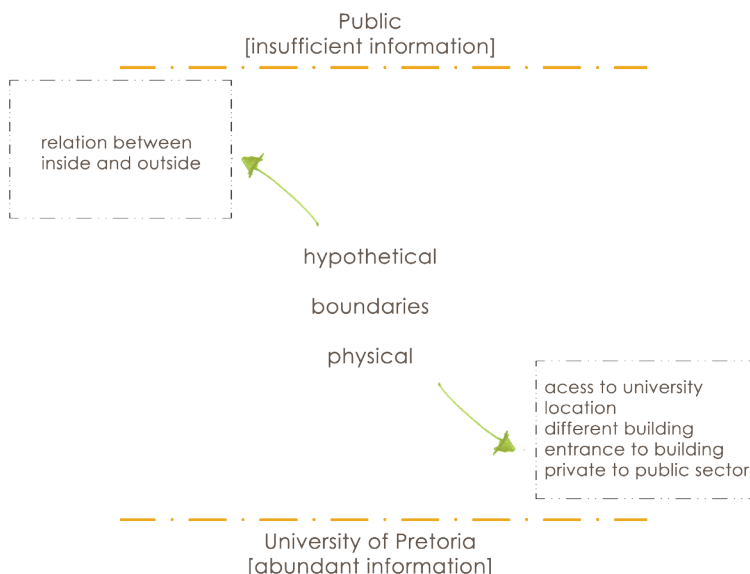 Public
[insufficient information]
relation between
inside and outside
hypothetical
boundaries
physical
acess to university
location
different building
entrance to building
private to public sector
University of Pretoria
[abundant information]